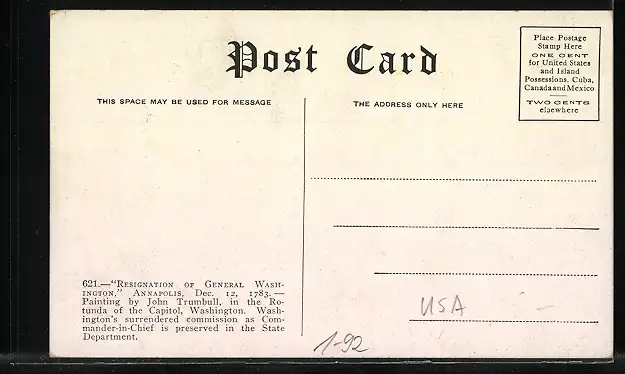 Post Card
Place Postage
Stamp Here
ONE CENT
for United States
and Island
Possessions, Cuba,
Canada and Mexico
TWO CENTS
elsewhere
THIS SPACE MAY BE USED FOR MESSAGE
THE ADDRESS ONLY HERE
621.—"RESIGNATION OF GENERAL WASH-
INGTON," ANNAPOLIS, DEC. 12, 1783.—
Painting by John Trumbull, in the Ro-
tunda of the Capitol, Washington. Wash-
ington's surrendered commission as Com-
mander-in-Chief is preserved in the State
Department.
USA
1-92